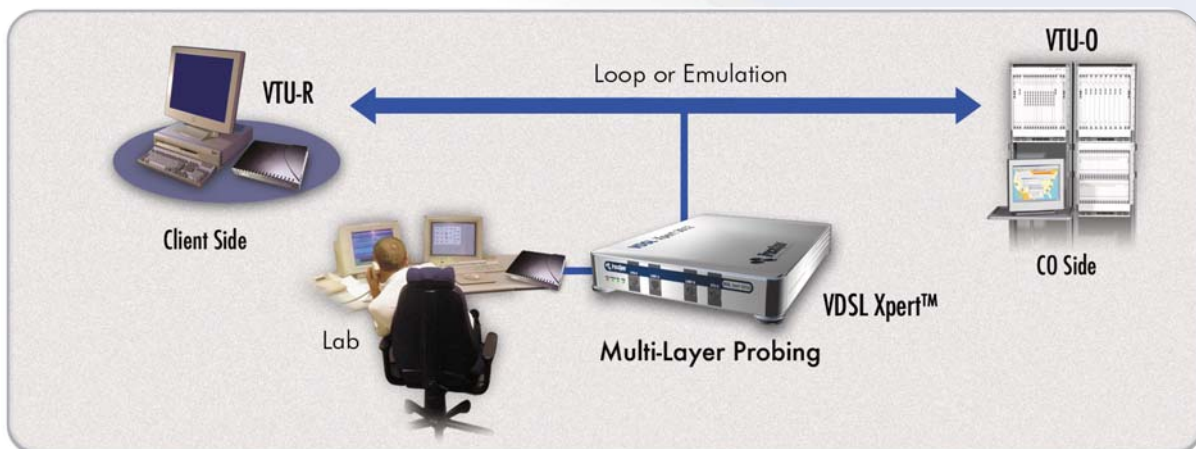 VTU-O
VTU-R
Loop or Emulation
Client Side
CO Side
Lab
VDSL Xpert™
Multi-Layer Probing